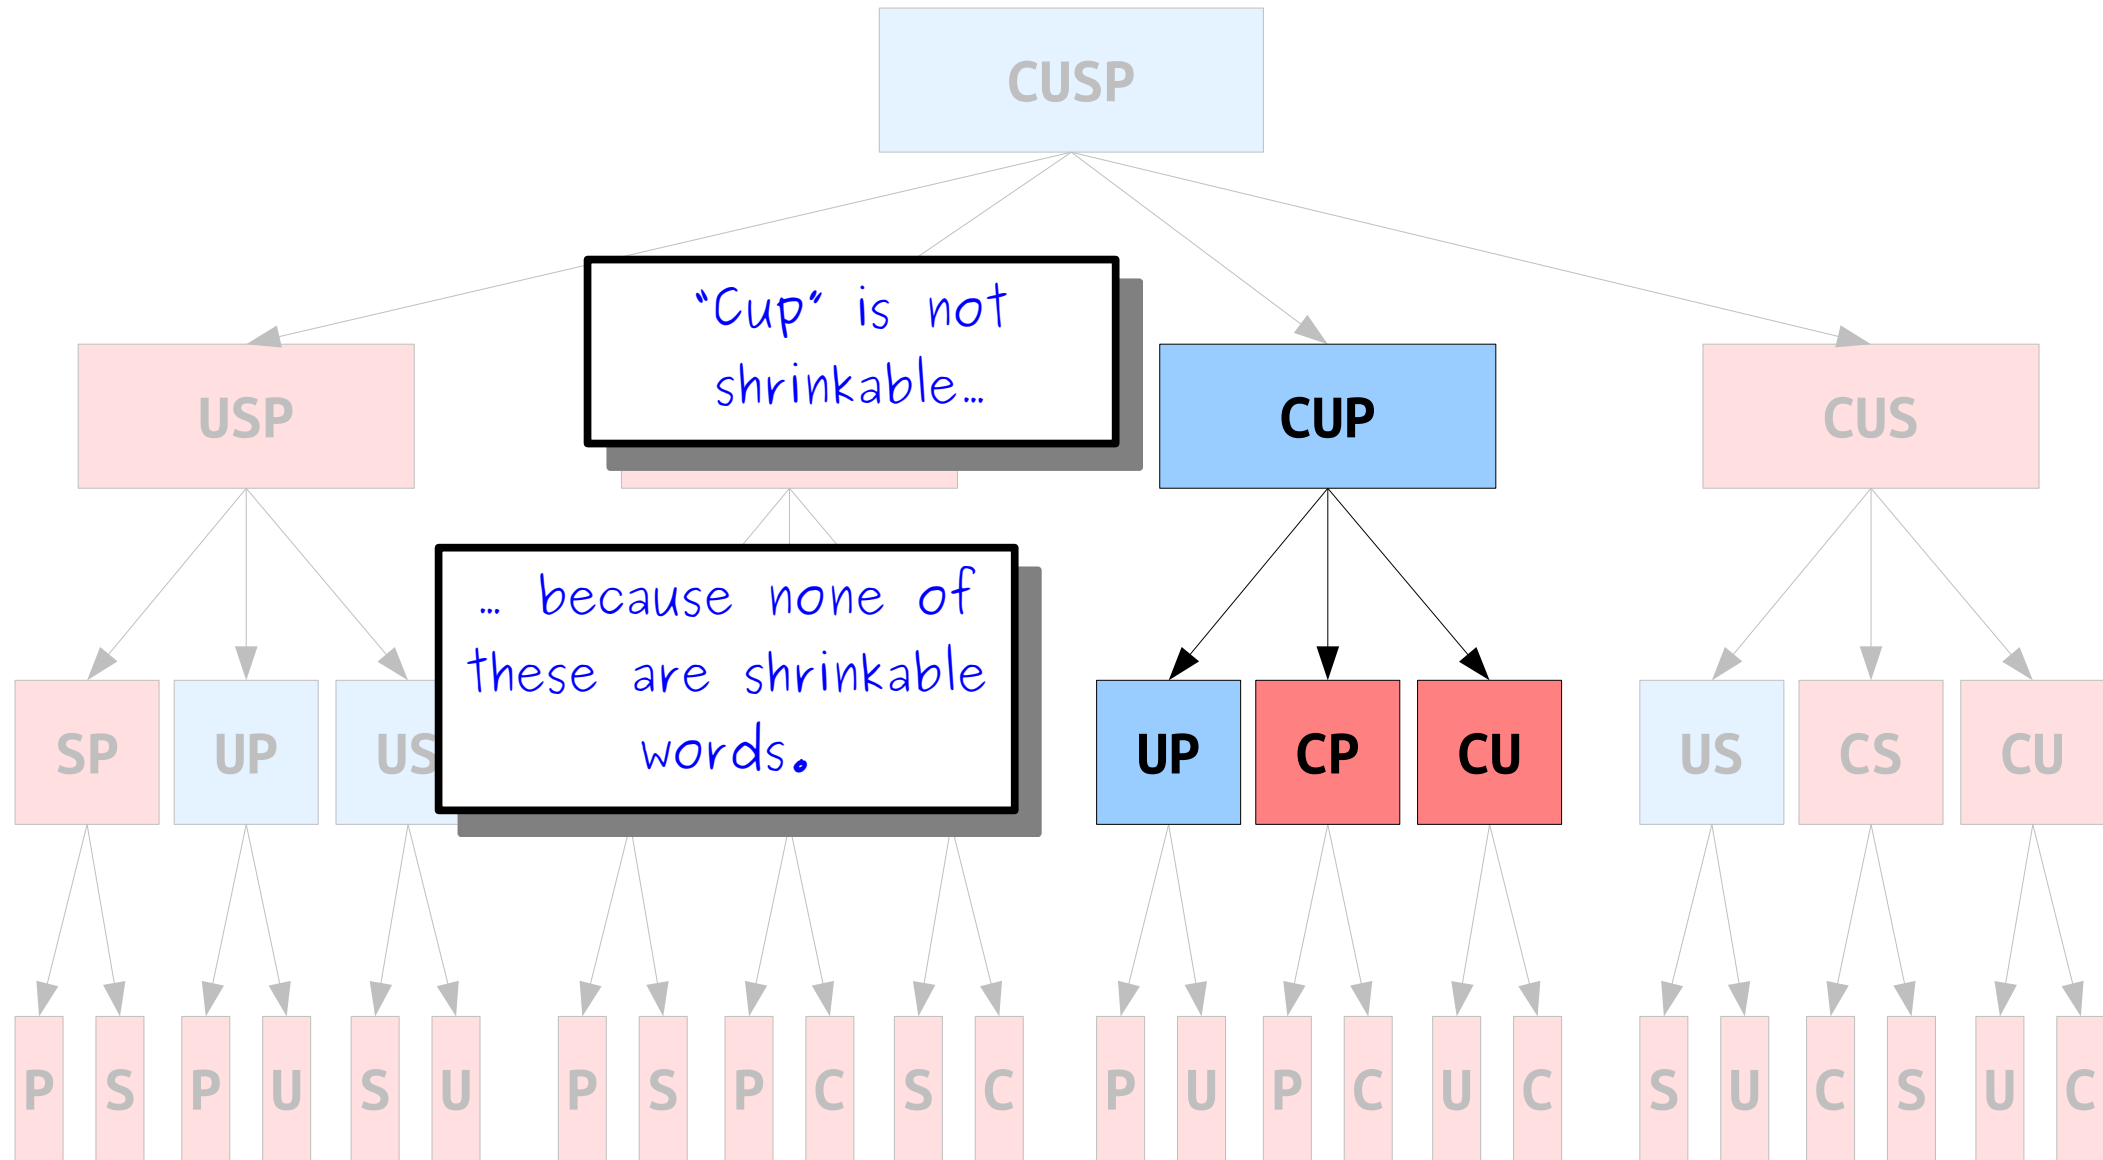 CUSP
"Cup" is not
shrinkable...
USP
CUP
CUS
... because none of
these are shrinkable
words.
SP UP US UP CP CU US CS CU
P S P U S U P S P C S C P U P C U C S U C S U C